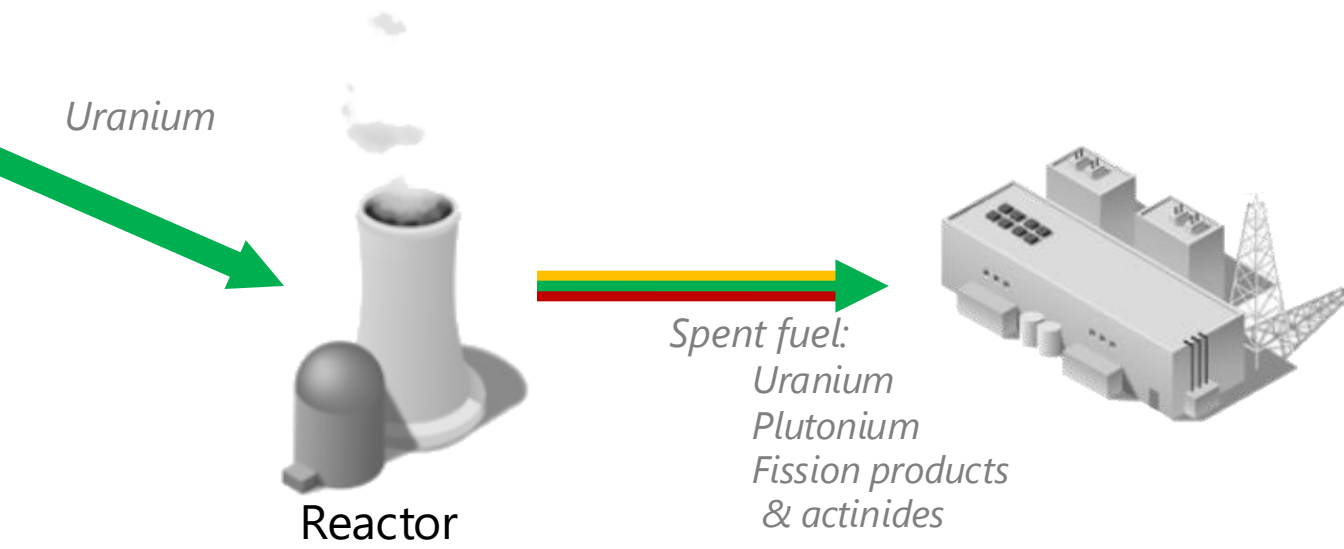 Uranium
Spent fuel:
Uranium
Plutonium
Fission products
& actinides
Reactor